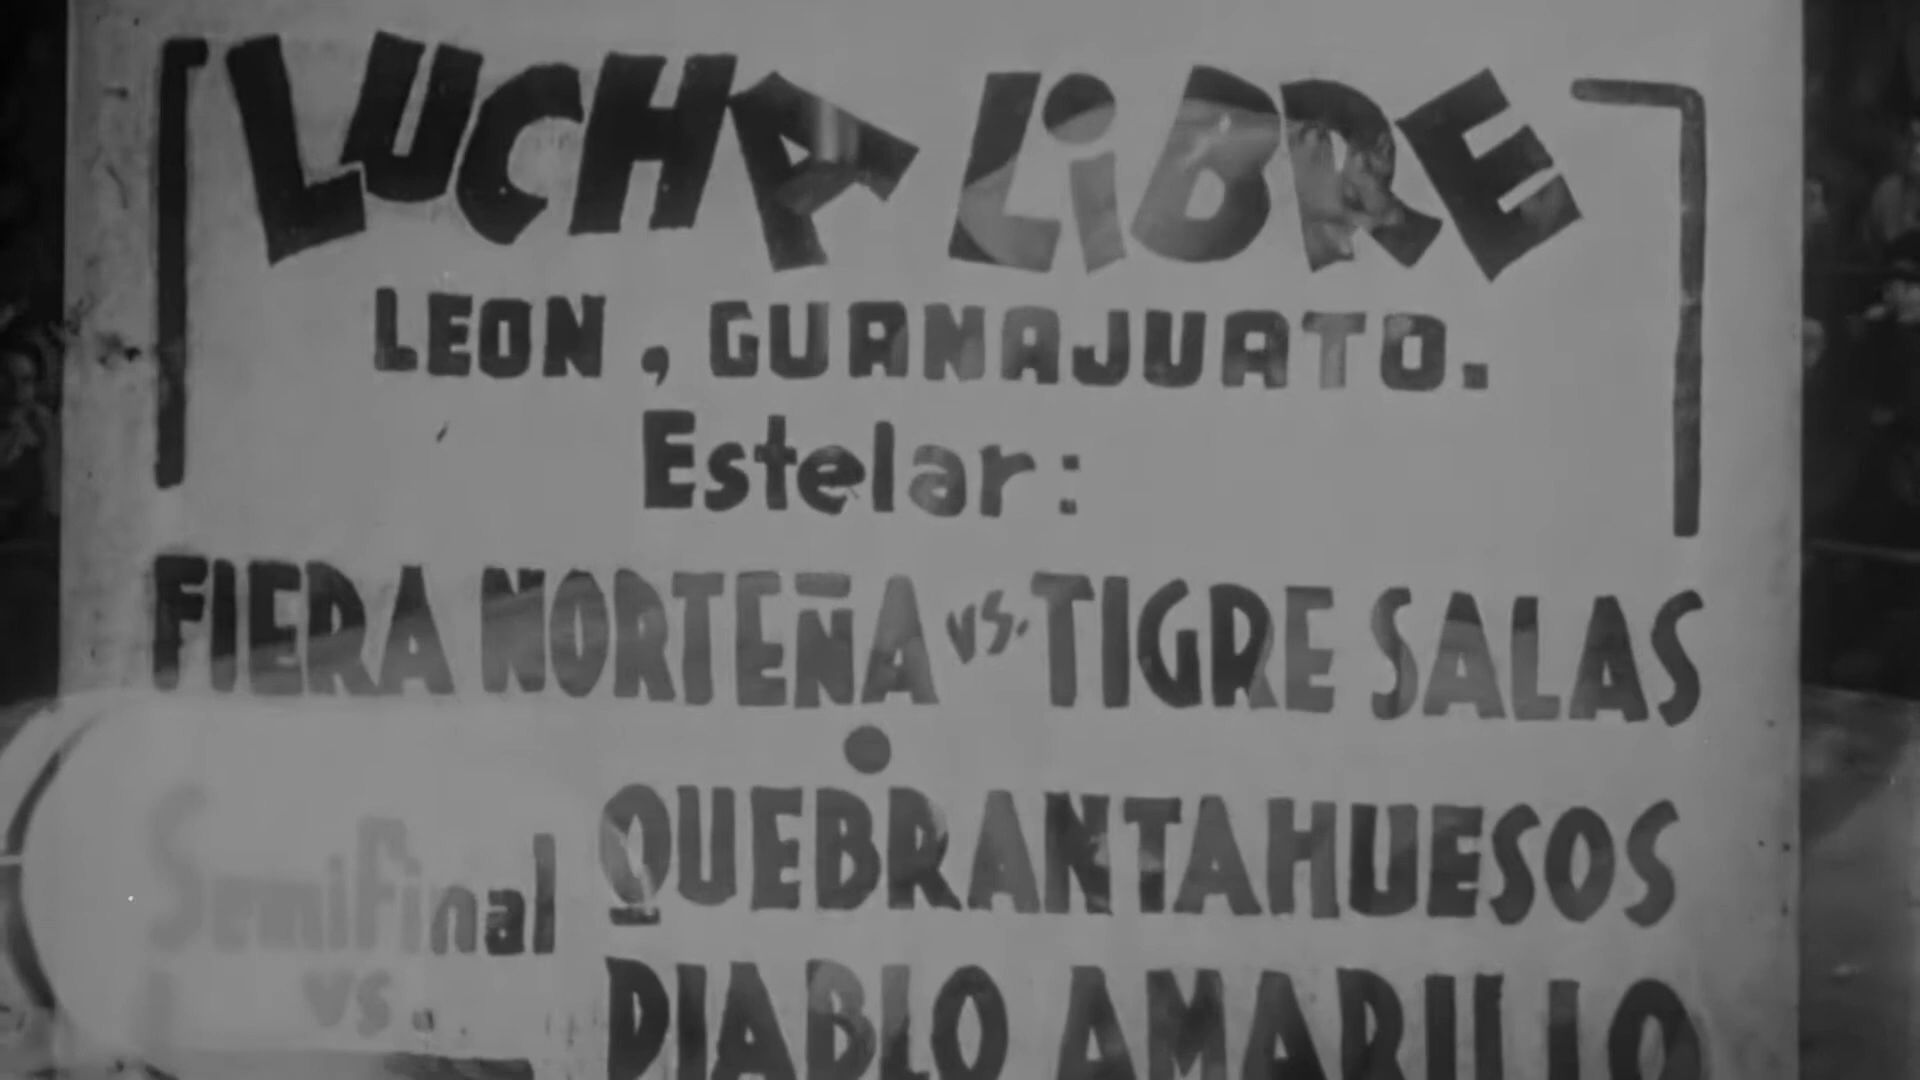 LUCHA LiBRE
LEON, GUANAJUATO.
Estelar:
FIERA NORTEÑA vs. TIGRE SALAS
Semifinal QUEBRANTAHUESOS
vs. DIABLO AMARILLO